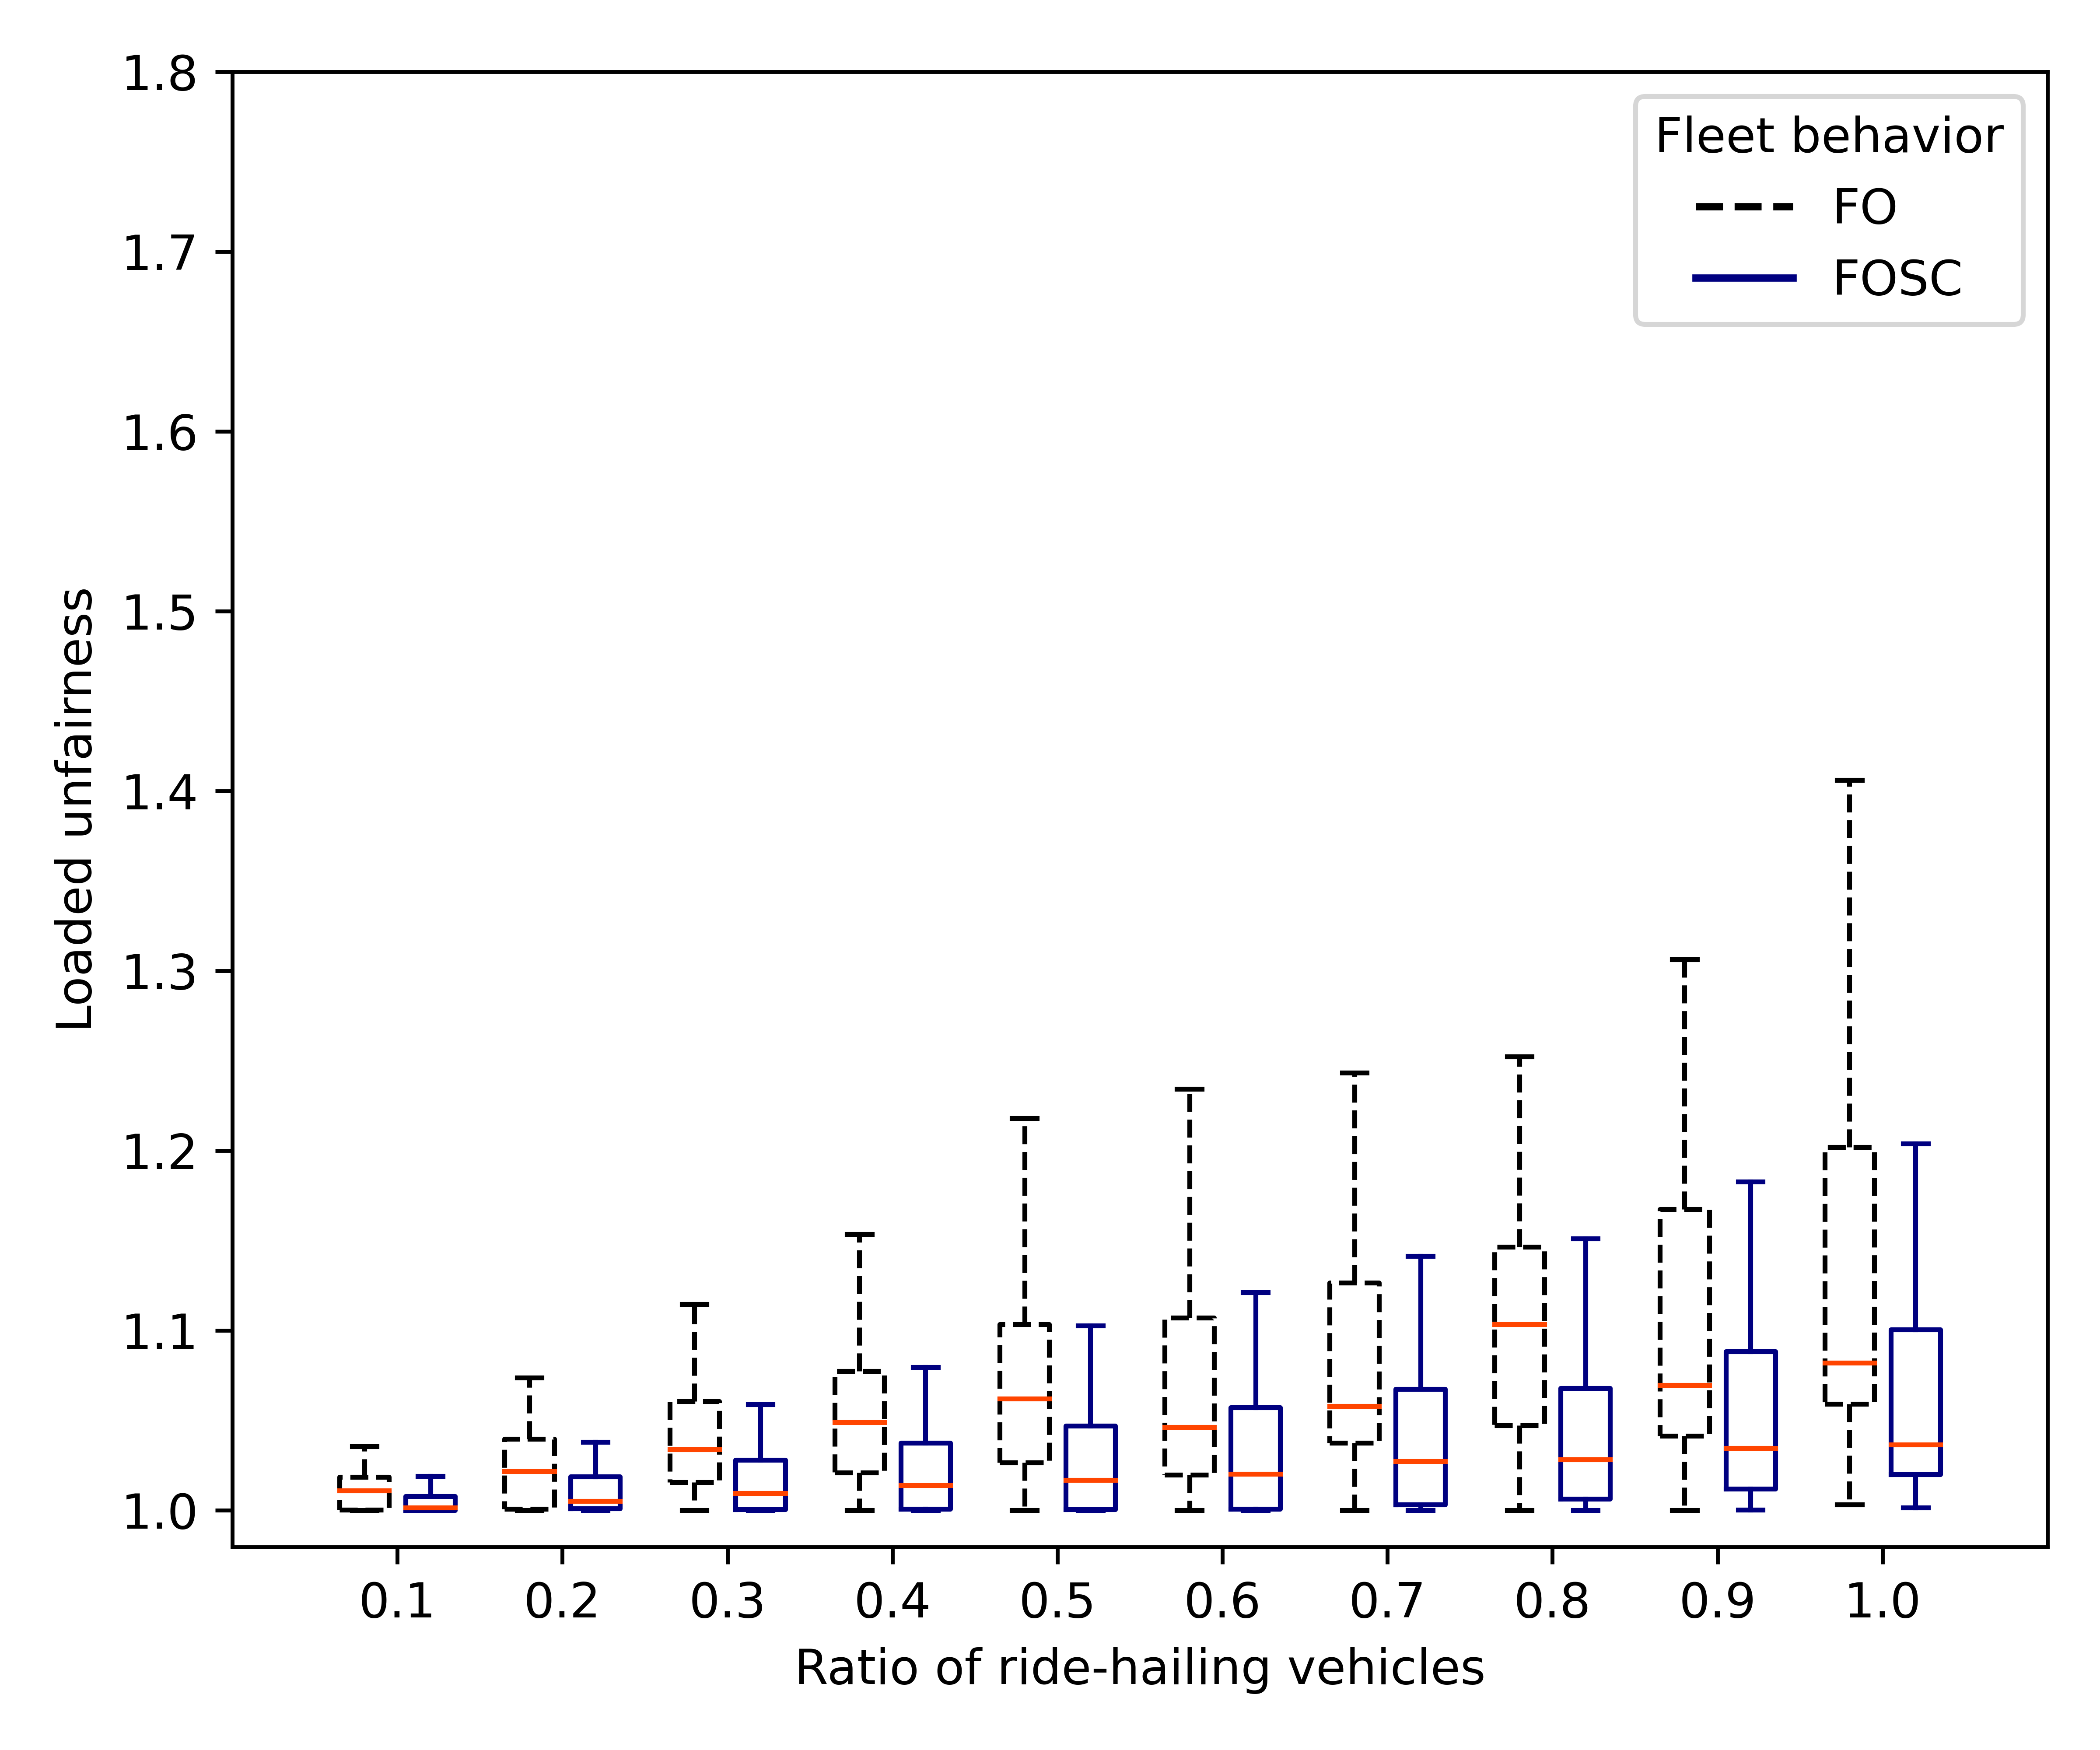 1.8
1.7
1.6
1.5
1.4
1.3
1.2
1.1
1.0
Loaded unfairness
Fleet behavior
FO
FOSC
0.1 0.2 0.3 0.4 0.5 0.6 0.7 0.8 0.9 1.0
Ratio of ride-hailing vehicles